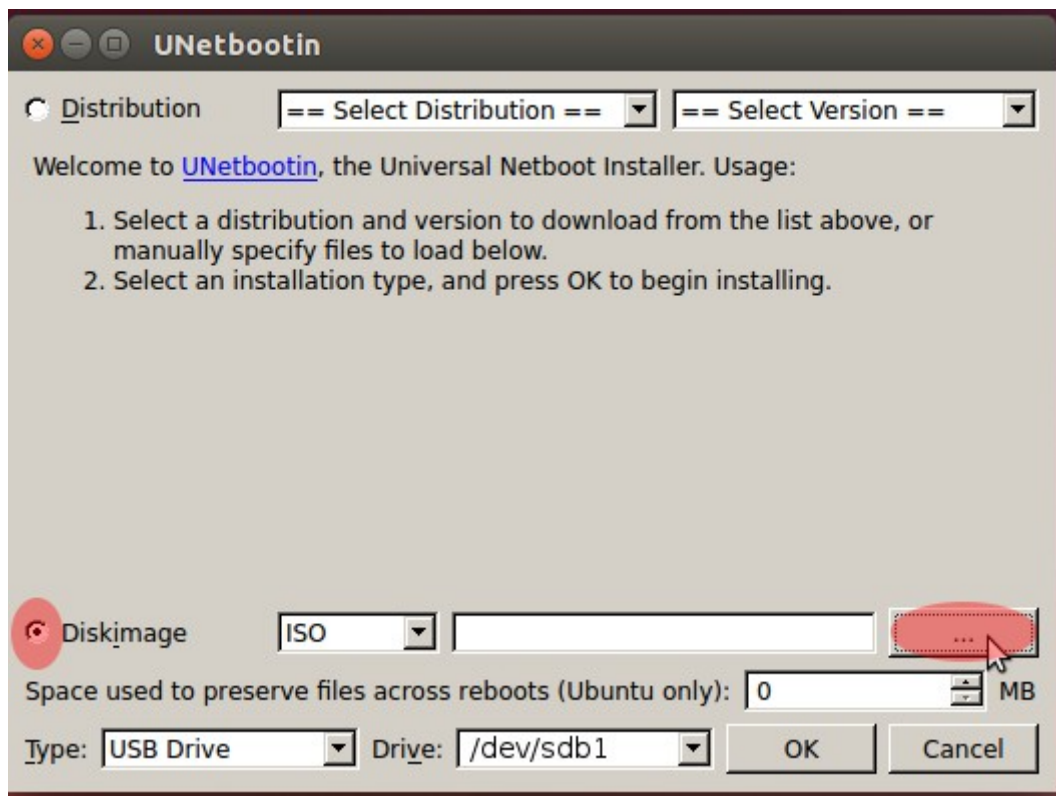 UNetbootin
Distribution == Select Distribution == == Select Version ==
Welcome to UNetbootin, the Universal Netboot Installer. Usage:
1. Select a distribution and version to download from the list above, or
manually specify files to load below.
2. Select an installation type, and press OK to begin installing.
Diskimage ISO ...
Space used to preserve files across reboots (Ubuntu only): 0 MB
Type: USB Drive Drive: /dev/sdb1 OK Cancel